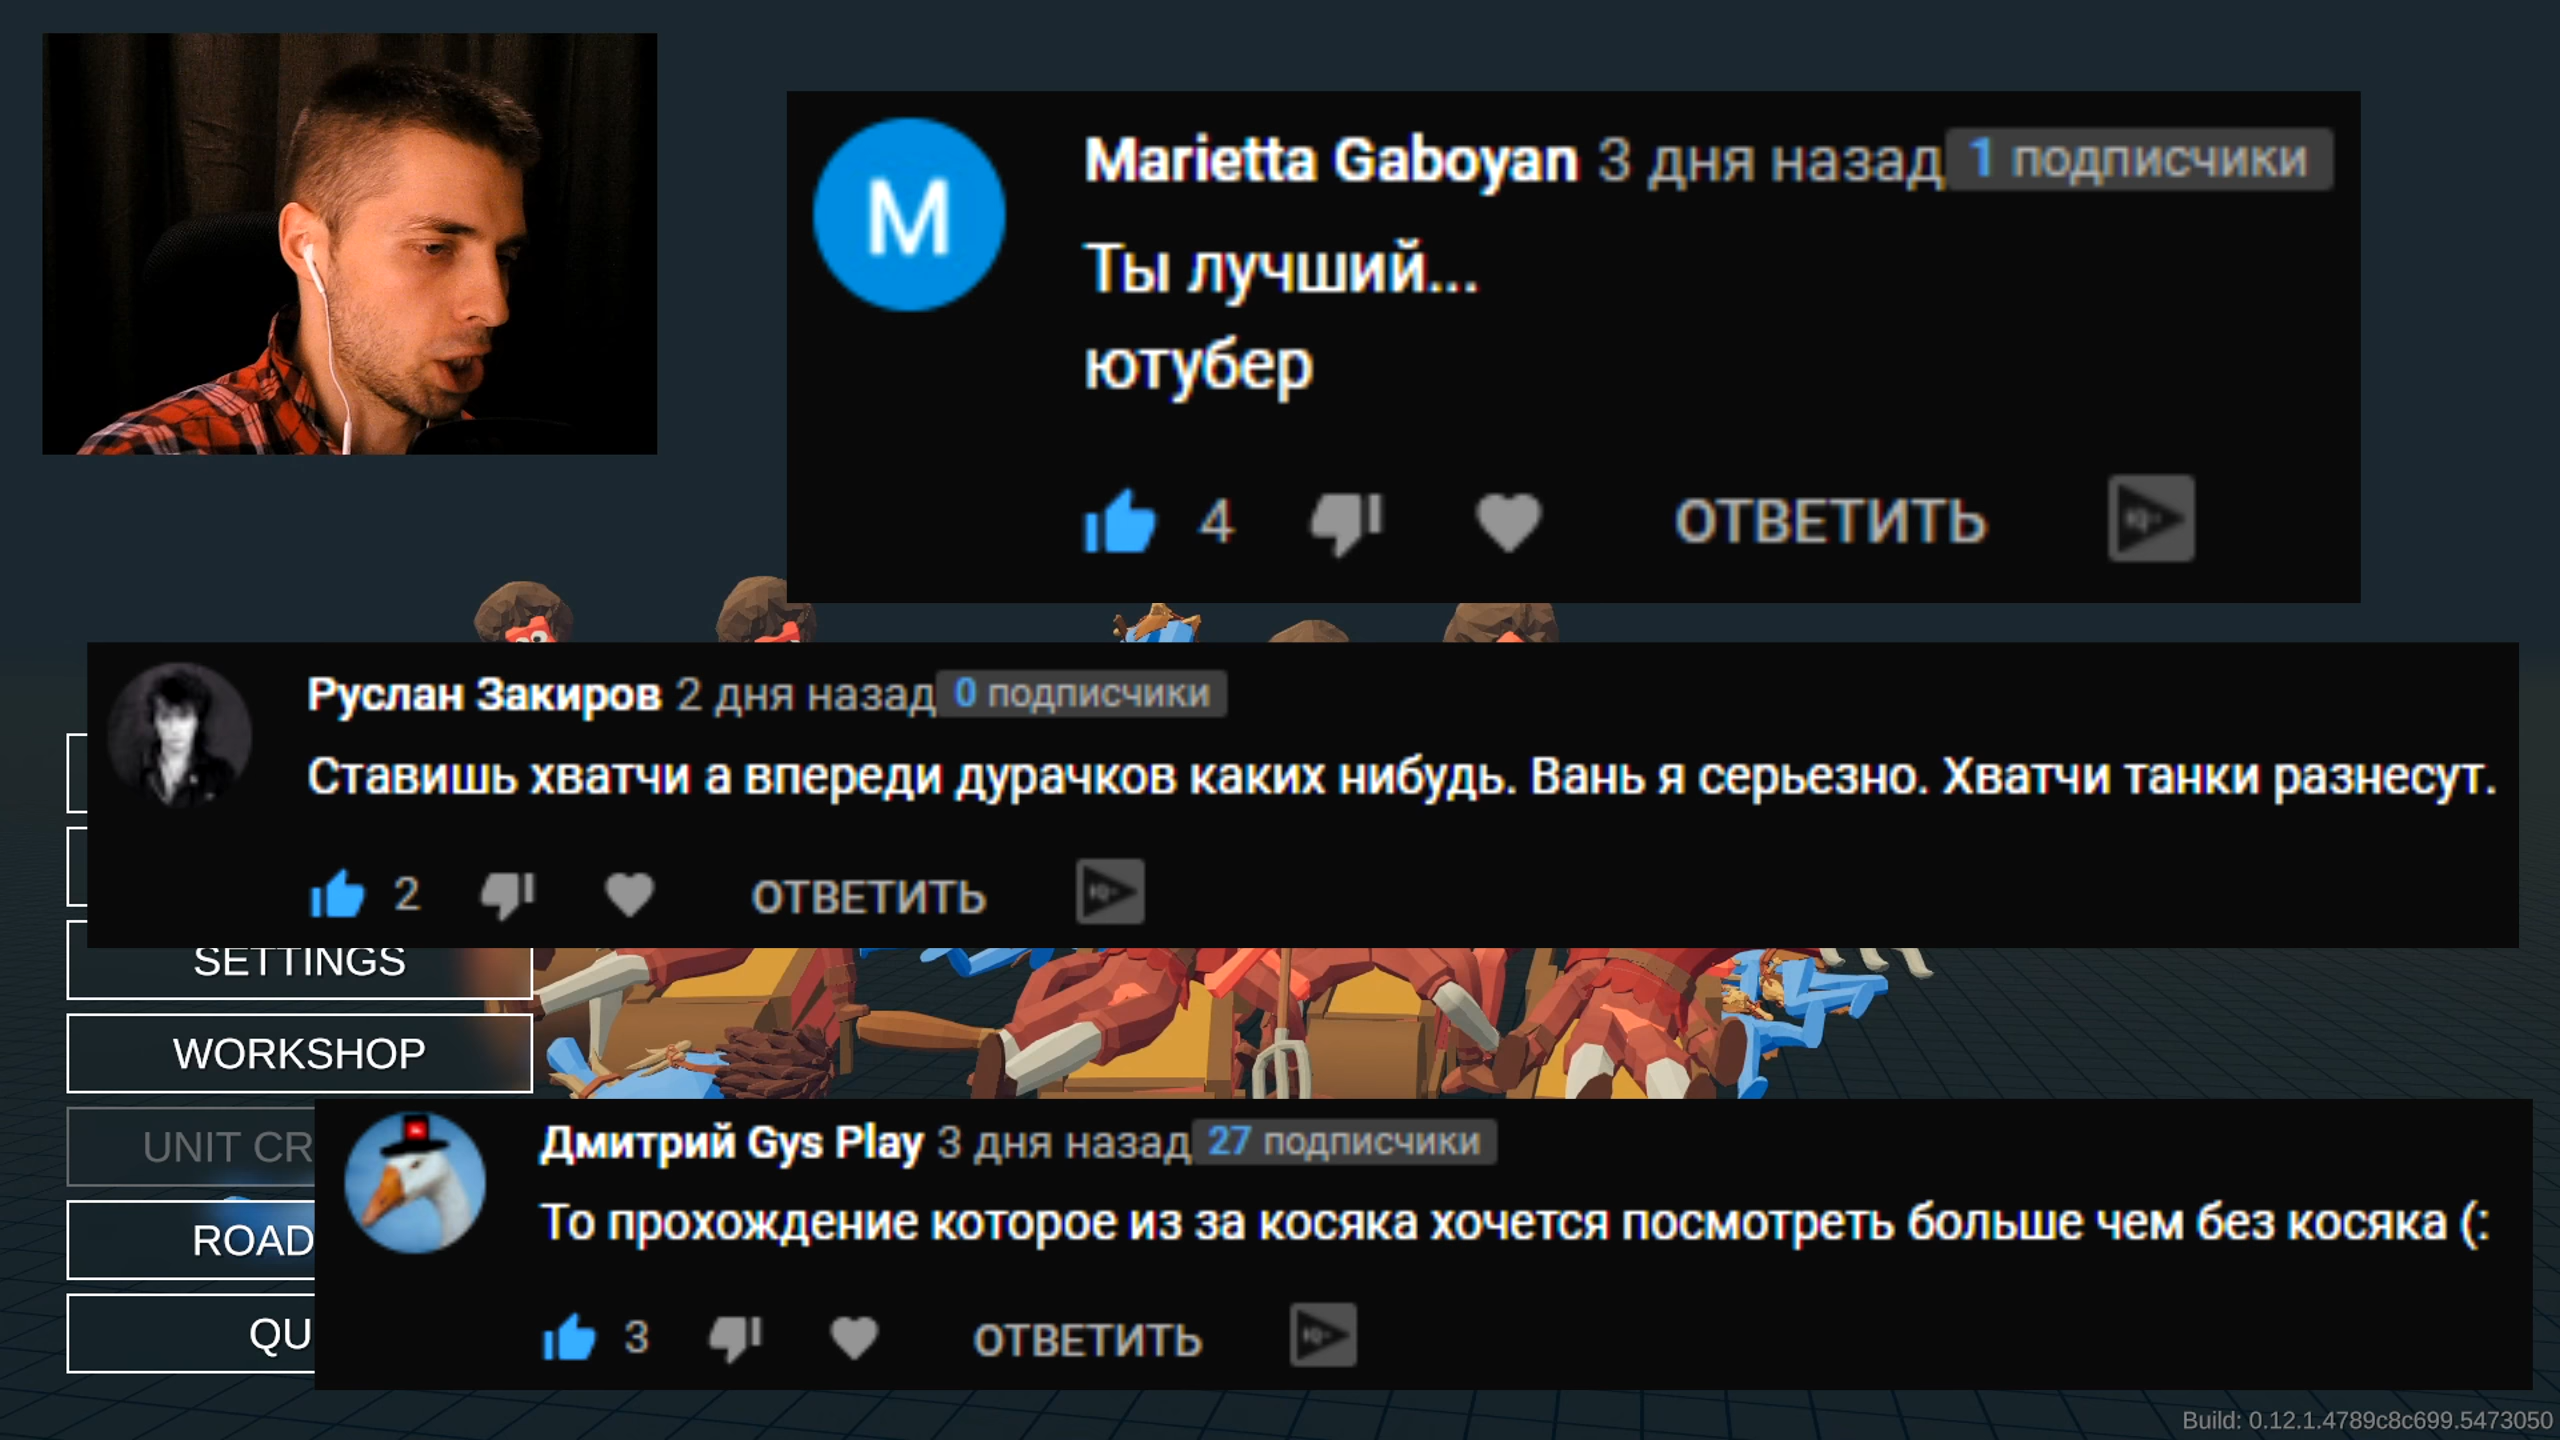 M
Marietta Gaboyan 3 дня назад 1 подписчики
Ты лучший...
ютубер
4 ОТВЕТИТЬ
Руслан Закиров 2 дня назад 0 подписчики
Ставишь хватчи а впереди дурачков каких нибудь. Вань я серьезно. Хватчи танки разнесут.
2 ОТВЕТИТЬ
SETTINGS
WORKSHOP
UNIT CR
Дмитрий Gys Play 3 дня назад 27 подписчики
То прохождение которое из за косяка хочется посмотреть больше чем без косяка (:
ROAD
3 ОТВЕТИТЬ
QU
Build: 0.12.1.4789c8c699.5473050